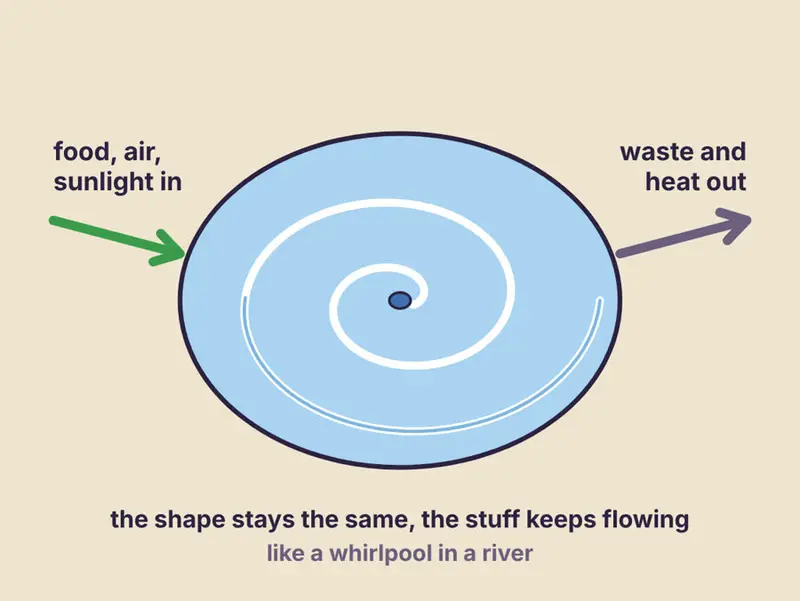 food, air,
sunlight in
waste and
heat out
the shape stays the same, the stuff keeps flowing
like a whirlpool in a river